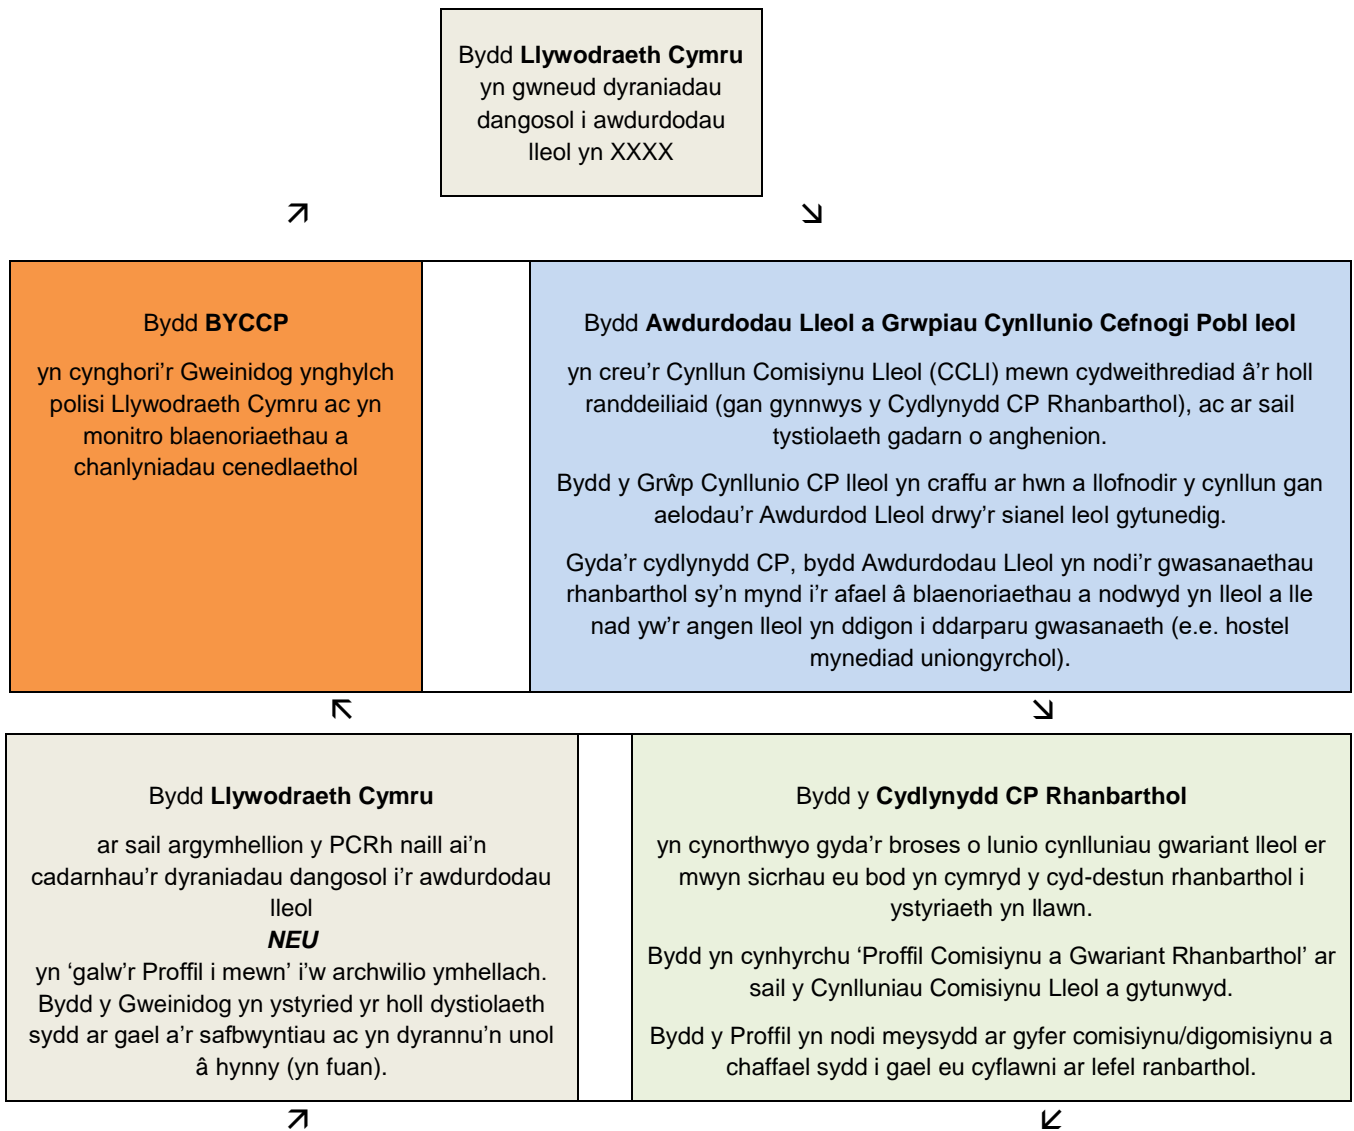 Bydd Llywodraeth Cymru
yn gwneud dyraniadau
dangosol i awdurdodau
lleol yn XXXX
Bydd BYCCP
yn cynghori'r Gweinidog ynghylch
polisi Llywodraeth Cymru ac yn
monitro blaenoriaethau a
chanlyniadau cenedlaethol
Bydd Awdurdodau Lleol a Grwpiau Cynllunio Cefnogi Pobl leol
yn creu'r Cynllun Comisiynu Lleol (CCLl) mewn cydweithrediad â'r holl
randdeiliaid (gan gynnwys y Cydlynydd CP Rhanbarthol), ac ar sail
tystiolaeth gadarn o anghenion.
Bydd y Grŵp Cynllunio CP lleol yn craffu ar hwn a llofnodir y cynllun gan
aelodau'r Awdurdod Lleol drwy'r sianel leol gytunedig.
Gyda'r cydlynydd CP, bydd Awdurdodau Lleol yn nodi'r gwasanaethau
rhanbarthol sy'n mynd i'r afael â blaenoriaethau a nodwyd yn lleol a lle
nad yw'r angen lleol yn ddigon i ddarparu gwasanaeth (e.e. hostel
mynediad uniongyrchol).
Bydd Llywodraeth Cymru
ar sail argymhellion y PCRh naill ai'n
cadarnhau'r dyraniadau dangosol i'r awdurdodau
lleol
NEU
yn 'galw'r Proffil i mewn' i'w archwilio ymhellach.
Bydd y Gweinidog yn ystyried yr holl dystiolaeth
sydd ar gael a'r safbwyntiau ac yn dyrannu'n unol
â hynny (yn fuan).
Bydd y Cydlynydd CP Rhanbarthol
yn cynorthwyo gyda'r broses o lunio cynlluniau gwariant lleol er
mwyn sicrhau eu bod yn cymryd y cyd-destun rhanbarthol i
ystyriaeth yn llawn.
Bydd yn cynhyrchu 'Proffil Comisiynu a Gwariant Rhanbarthol' ar
sail y Cynlluniau Comisiynu Lleol a gytunwyd.
Bydd y Proffil yn nodi meysydd ar gyfer comisiynu/digomisiynu a
chaffael sydd i gael eu cyflawni ar lefel ranbarthol.